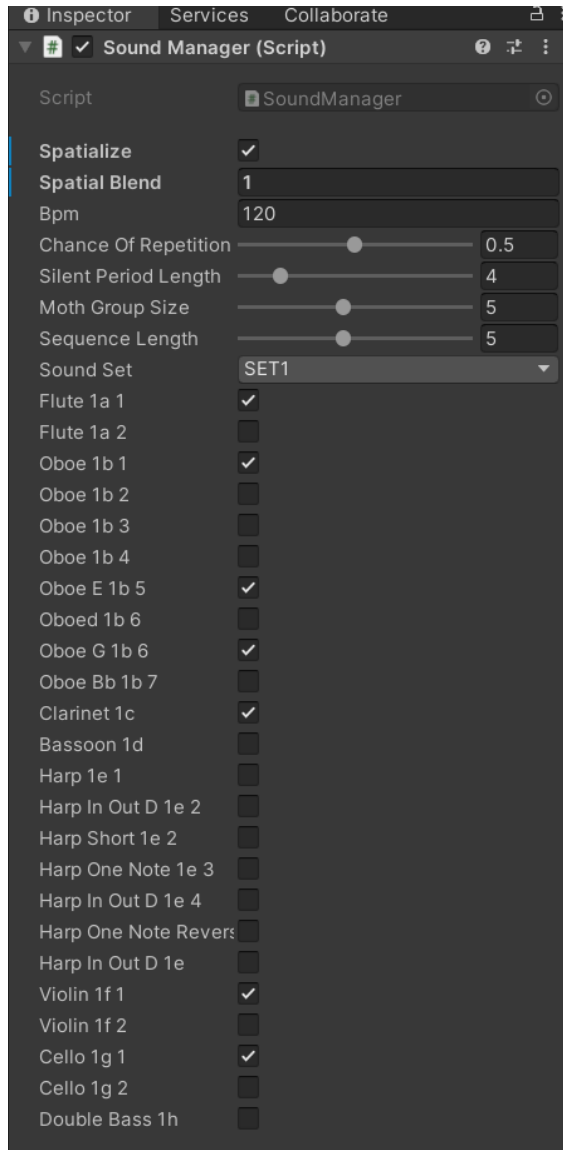 Inspector Services Collaborate
Sound Manager (Script)
Script SoundManager
Spatialize
Spatial Blend 1
Bpm 120
Chance Of Repetition 0.5
Silent Period Length 4
Moth Group Size 5
Sequence Length 5
Sound Set SET1
Flute 1a 1
Flute 1a 2
Oboe 1b 1
Oboe 1b 2
Oboe 1b 3
Oboe 1b 4
Oboe E 1b 5
Oboed 1b 6
Oboe G 1b 6
Oboe Bb 1b 7
Clarinet 1c
Bassoon 1d
Harp 1e 1
Harp In Out D 1e 2
Harp Short 1e 2
Harp One Note 1e 3
Harp In Out D 1e 4
Harp One Note Revers
Harp In Out D 1e
Violin 1f 1
Violin 1f 2
Cello 1g 1
Cello 1g 2
Double Bass 1h